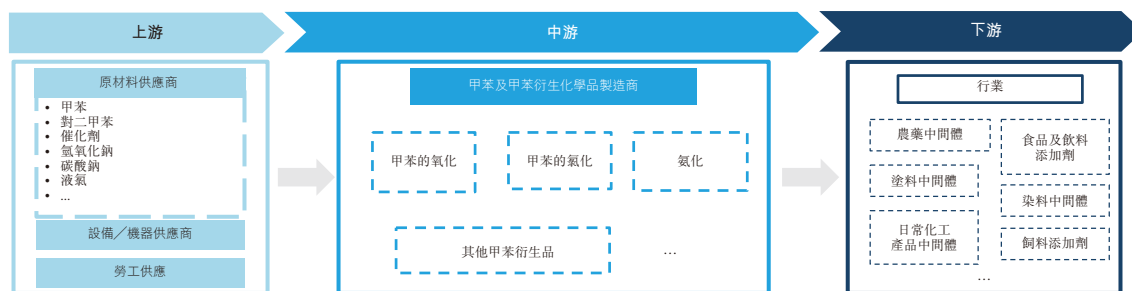 上游
中游
下游
原材料供應商
• 甲苯
• 對二甲苯
• 催化劑
• 氫氧化鈉
• 碳酸鈉
• 液氯
• ...
設備／機器供應商
勞工供應
甲苯及甲苯衍生化學品製造商
甲苯的氧化
甲苯的氯化
氨化
其他甲苯衍生品
...
行業
農藥中間體
食品及飲料
添加劑
塗料中間體
染料中間體
日常化工
產品中間體
飼料添加劑
...